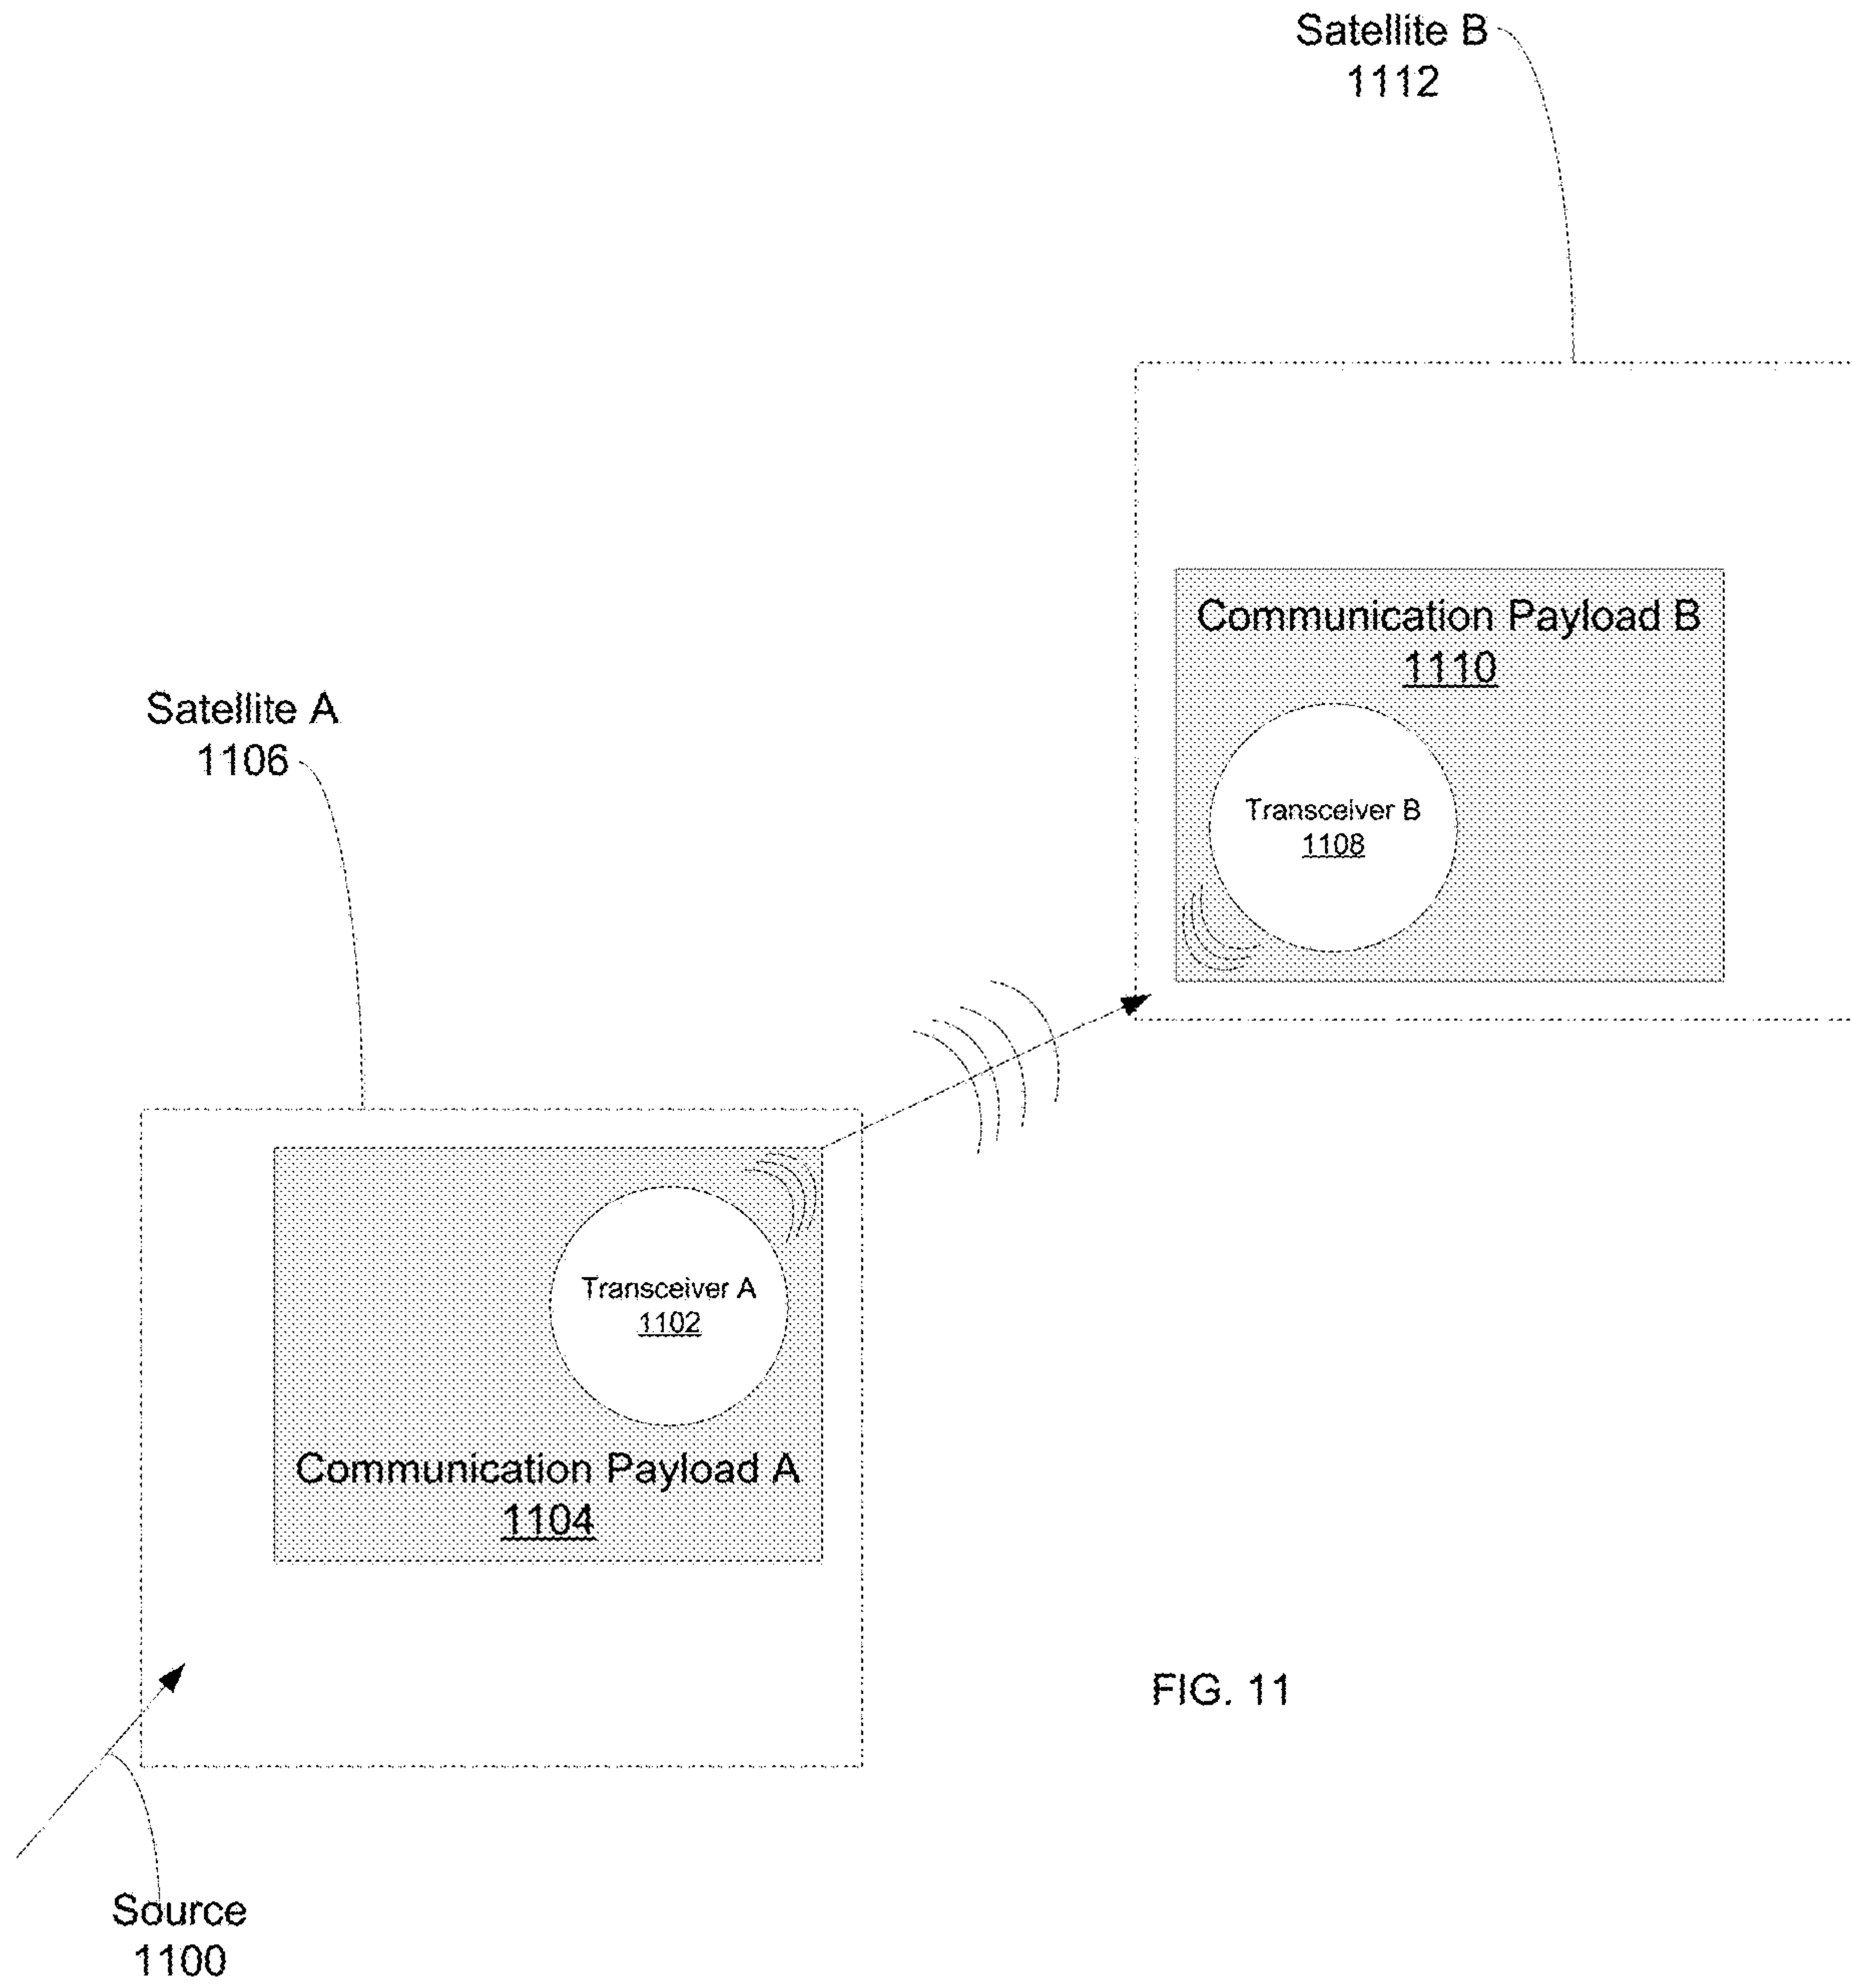 Satellite B
1112
Communication Payload B
1110
Transceiver B
1108
Satellite A
1106
Transceiver A
1102
Communication Payload A
1104
FIG. 11
Source
1100